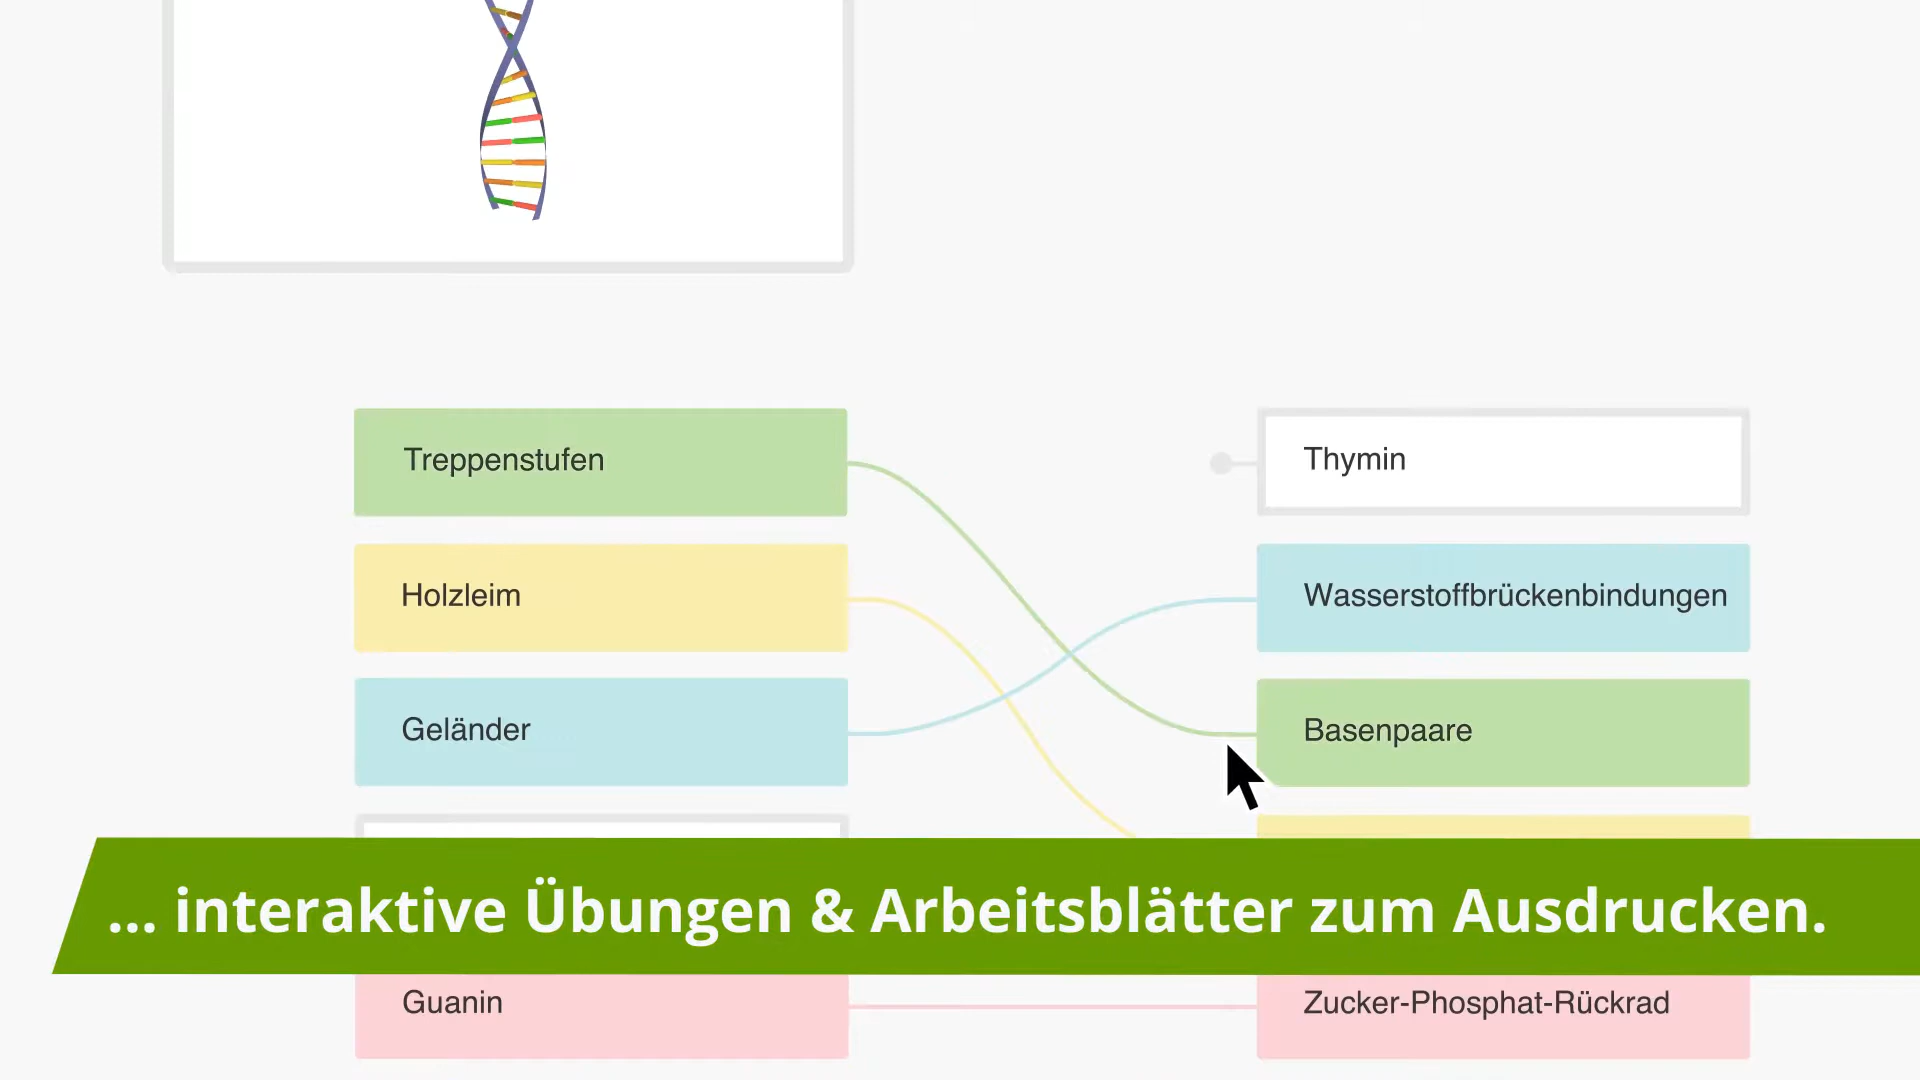 Treppenstufen
Thymin
Holzleim
Wasserstoffbrückenbindungen
Geländer
Basenpaare
... interaktive Übungen & Arbeitsblätter zum Ausdrucken.
Guanin
Zucker-Phosphat-Rückrad